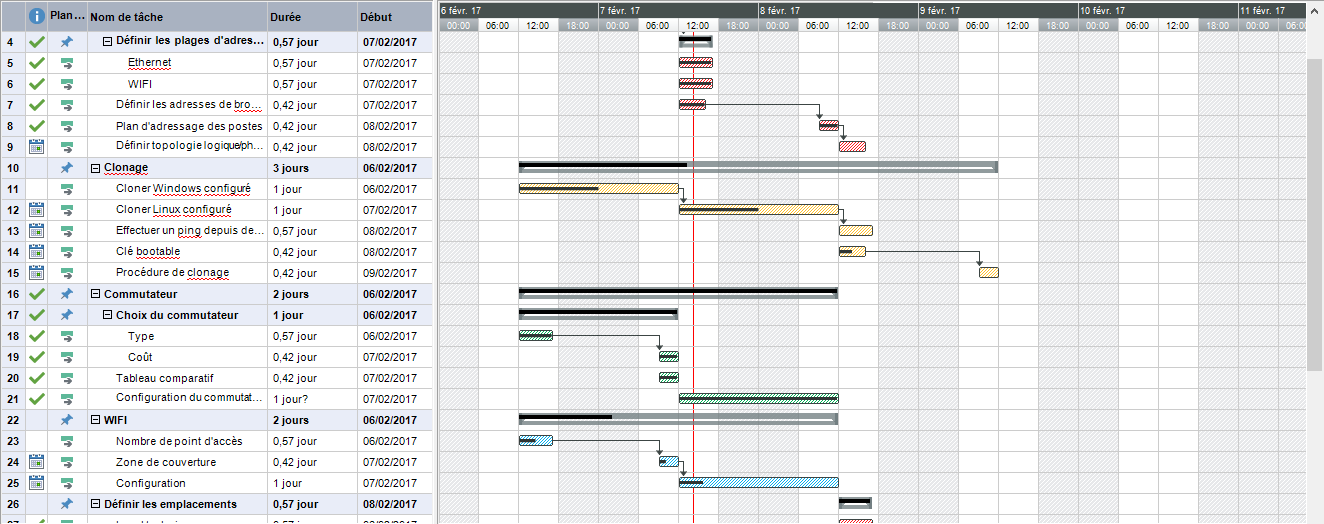 Plan ... Nom de tâche Durée Début
6 févr. 17 7 févr. 17 8 févr. 17 9 févr. 17 10 févr. 17 11 févr. 17
00:00 06:00 12:00 18:00 00:00 06:00 12:00 18:00 00:00 06:00 12:00 18:00 00:00 06:00 12:00 18:00 00:00 06:00 12:00 18:00 00:00 06:0
4 Définir les plages d'adres... 0,57 jour 07/02/2017
5 Ethernet 0,57 jour 07/02/2017
6 WIFI 0,57 jour 07/02/2017
7 Définir les adresses de bro... 0,42 jour 07/02/2017
8 Plan d'adressage des postes 0,42 jour 08/02/2017
9 Définir topologie logique/ph... 0,42 jour 08/02/2017
10 Clonage 3 jours 06/02/2017
11 Cloner Windows configuré 1 jour 06/02/2017
12 Cloner Linux configuré 1 jour 07/02/2017
13 Effectuer un ping depuis de... 0,57 jour 08/02/2017
14 Clé bootable 0,42 jour 08/02/2017
15 Procédure de clonage 0,42 jour 09/02/2017
16 Commutateur 2 jours 06/02/2017
17 Choix du commutateur 1 jour 06/02/2017
18 Type 0,57 jour 06/02/2017
19 Coût 0,42 jour 07/02/2017
20 Tableau comparatif 0,42 jour 07/02/2017
21 Configuration du commutat... 1 jour? 07/02/2017
22 WIFI 2 jours 06/02/2017
23 Nombre de point d'accès 0,57 jour 06/02/2017
24 Zone de couverture 0,42 jour 07/02/2017
25 Configuration 1 jour 07/02/2017
26 Définir les emplacements 0,57 jour 08/02/2017